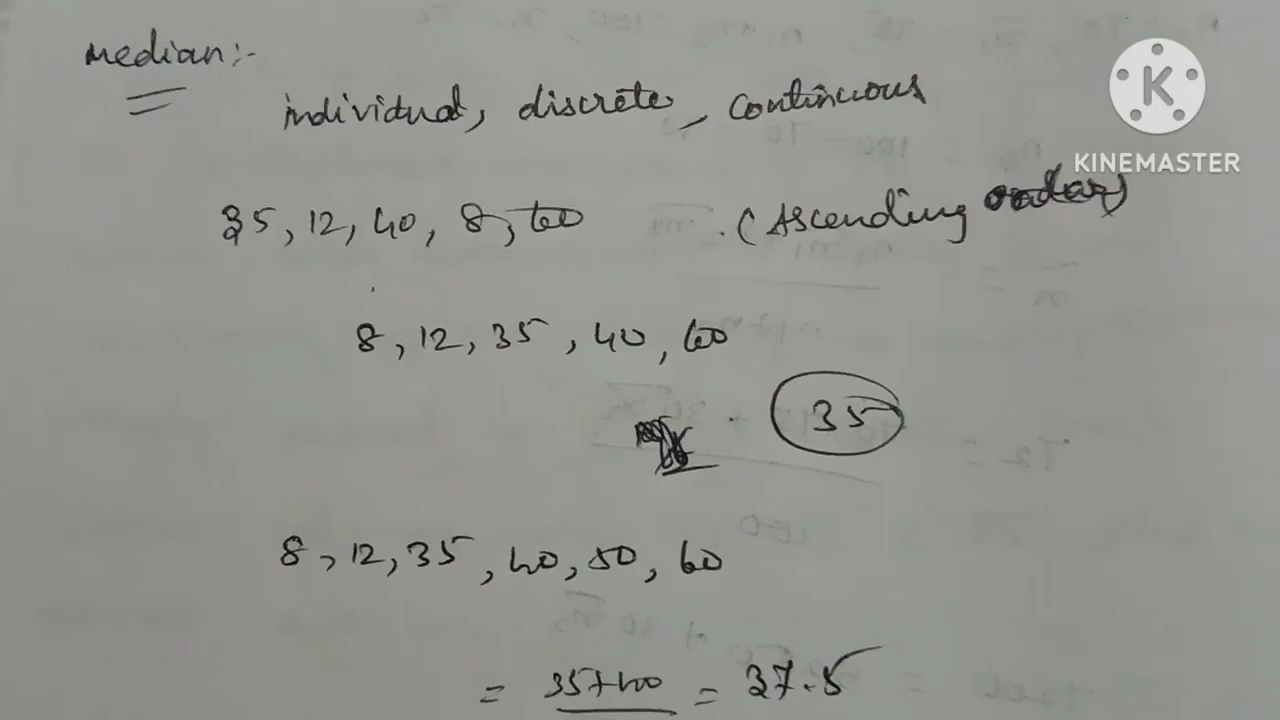 Median:-
individual, discrete, continuous
35, 12, 40, 8, 60 (Ascending order)
8, 12, 35, 40, 60
35
8, 12, 35, 40, 50, 60
= 35+40 = 37.5
K
KINEMASTER